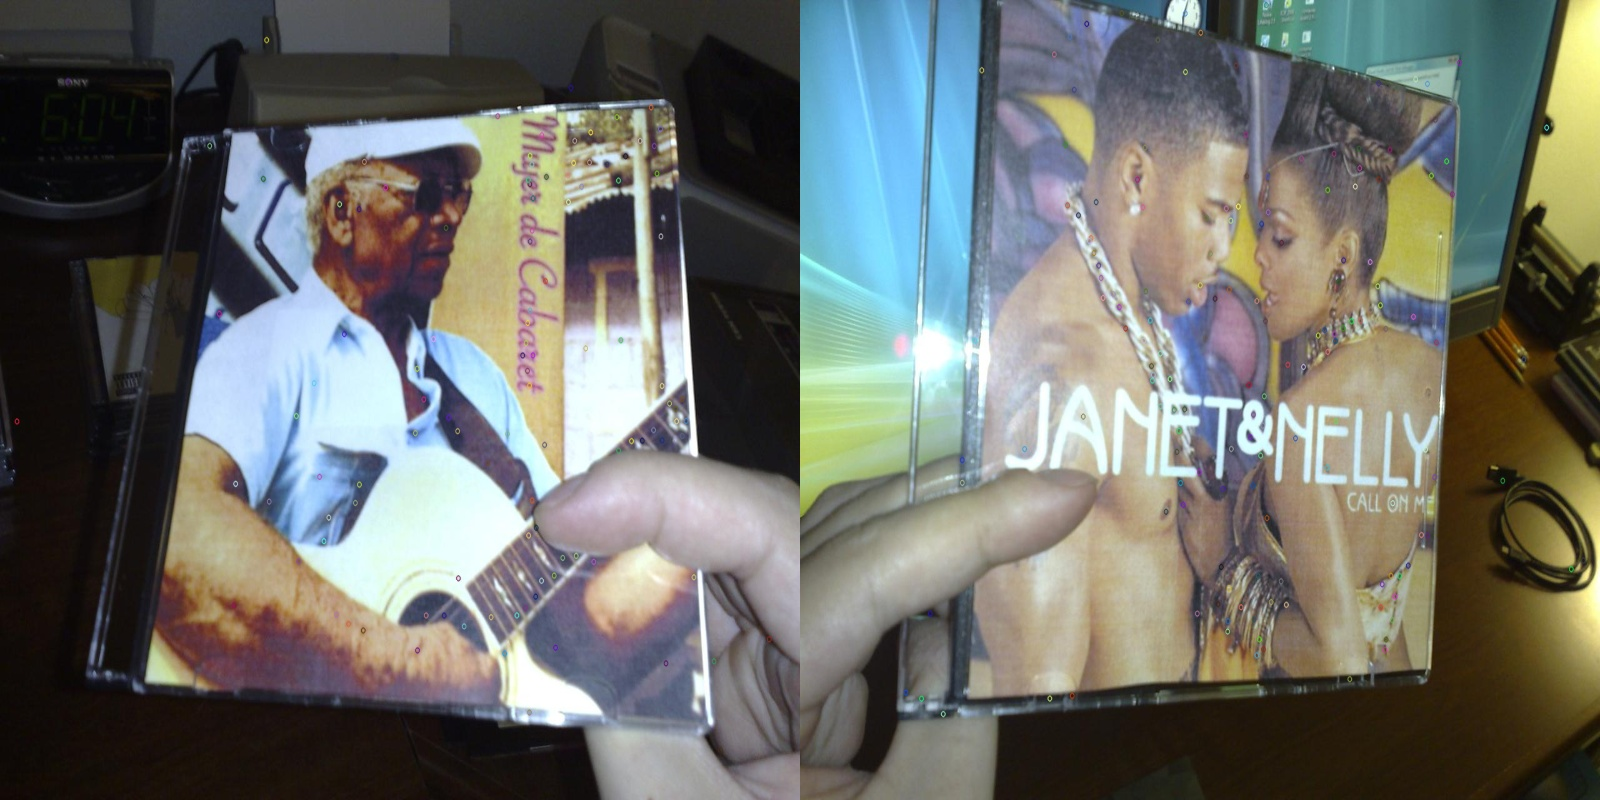 SONY
6:04
Mujer de Cabaret
JANET&NELLY
CALL ON ME